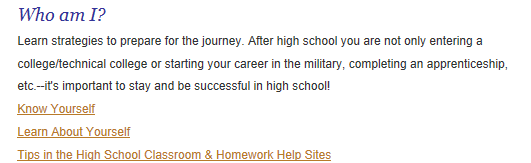 Who am I?
Learn strategies to prepare for the journey. After high school you are not only entering a
college/technical college or starting your career in the military, completing an apprenticeship,
etc.--it's important to stay and be successful in high school!
Know Yourself
Learn About Yourself
Tips in the High School Classroom & Homework Help Sites